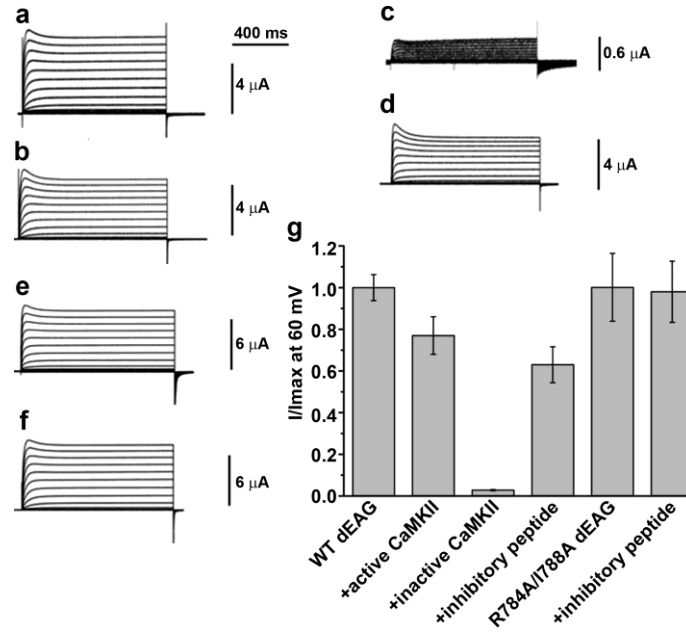 a
400 ms
4 μA
b
4 μA
c
0.6 μA
d
4 μA
e
6 μA
f
6 μA
g
I/Imax at 60 mV
1.2
1.0
0.8
0.6
0.4
0.2
0.0
WT dEAG
+active CaMKII
+inactive CaMKII
+inhibitory peptide
R784A/I788A dEAG
+inhibitory peptide